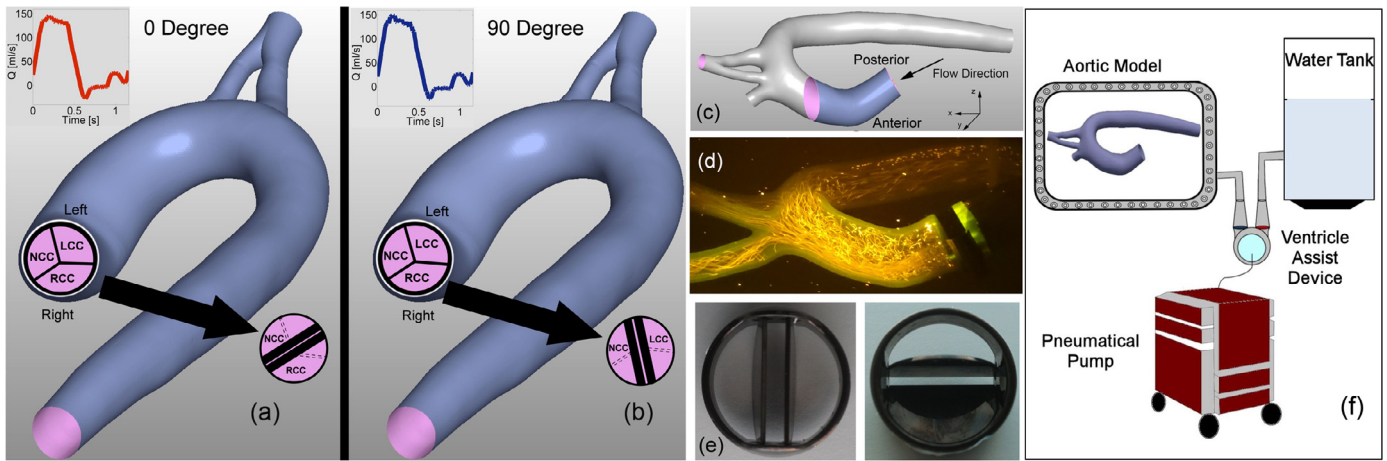 150
100
50
0
Q [ml/s]
0
0.5
1
Time [s]
0 Degree
Left
LCC
NCC
RCC
Right
NCC
RCC
(a)
150
100
50
0
Q [ml/s]
0
0.5
1
Time [s]
90 Degree
Left
LCC
NCC
RCC
Right
NCC
LCC
(b)
Posterior
Flow Direction
z
x
y
Anterior
(c)
(d)
(e)
Aortic Model
Water Tank
Ventricle
Assist
Device
Pneumatical
Pump
(f)